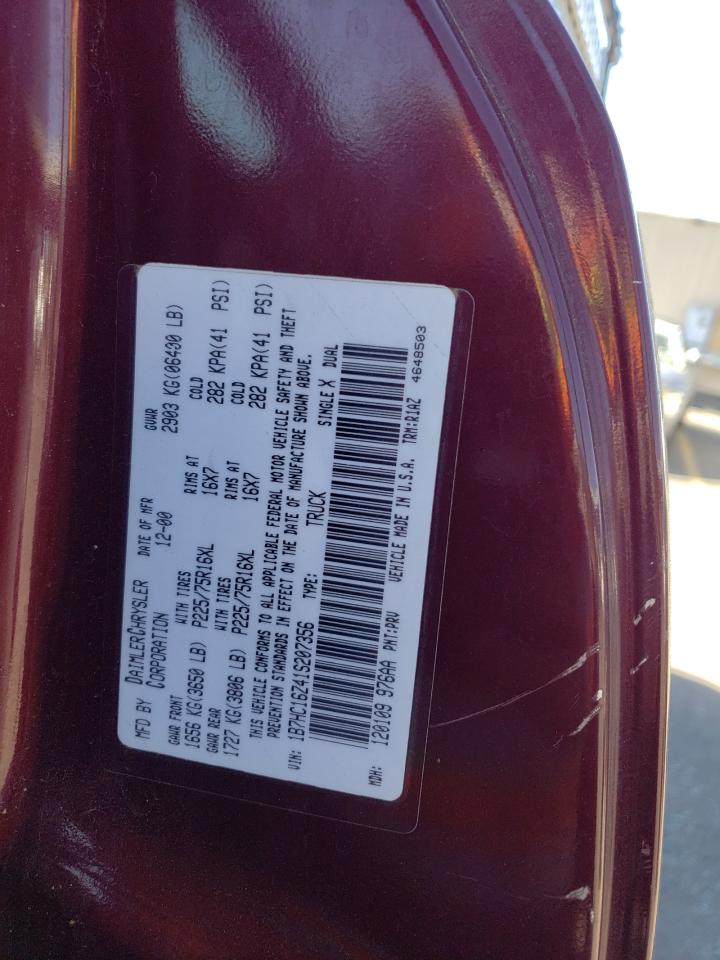 MFD BY DAIMLERCHRYSLER CORPORATION DATE OF MFR 12-00 GVWR 2903 KG(06400 LB)
GAWR FRONT WITH TIRES RIMS AT COLD
1656 KG(3650 LB) P225/75R16XL 16X7 282 KPA(41 PSI)
GAWR REAR WITH TIRES RIMS AT COLD
1727 KG(3806 LB) P225/75R16XL 16X7 282 KPA(41 PSI)
THIS VEHICLE CONFORMS TO ALL APPLICABLE FEDERAL MOTOR VEHICLE SAFETY AND THEFT
PREVENTION STANDARDS IN EFFECT ON THE DATE OF MANUFACTURE SHOWN ABOVE.
VIN: 1B7HC16Z41S207356 TYPE: TRUCK SINGLE X DUAL
MDH: 120109 976AA PNT:PRV VEHICLE MADE IN U.S.A. TRM:R1AZ 4648503